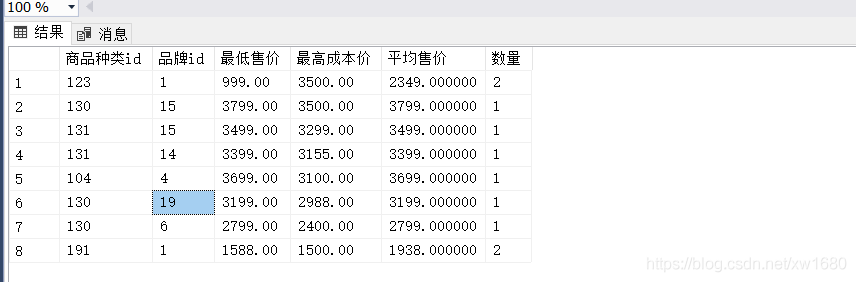 100 %
结果 消息
商品种类id 品牌id 最低售价 最高成本价 平均售价 数量
1 123 1 999.00 3500.00 2349.000000 2
2 130 15 3799.00 3500.00 3799.000000 1
3 131 15 3499.00 3299.00 3499.000000 1
4 131 14 3399.00 3155.00 3399.000000 1
5 104 4 3699.00 3100.00 3699.000000 1
6 130 19 3199.00 2988.00 3199.000000 1
7 130 6 2799.00 2400.00 2799.000000 1
8 191 1 1588.00 1500.00 1938.000000 2
https://blog.csdn.net/xw1680